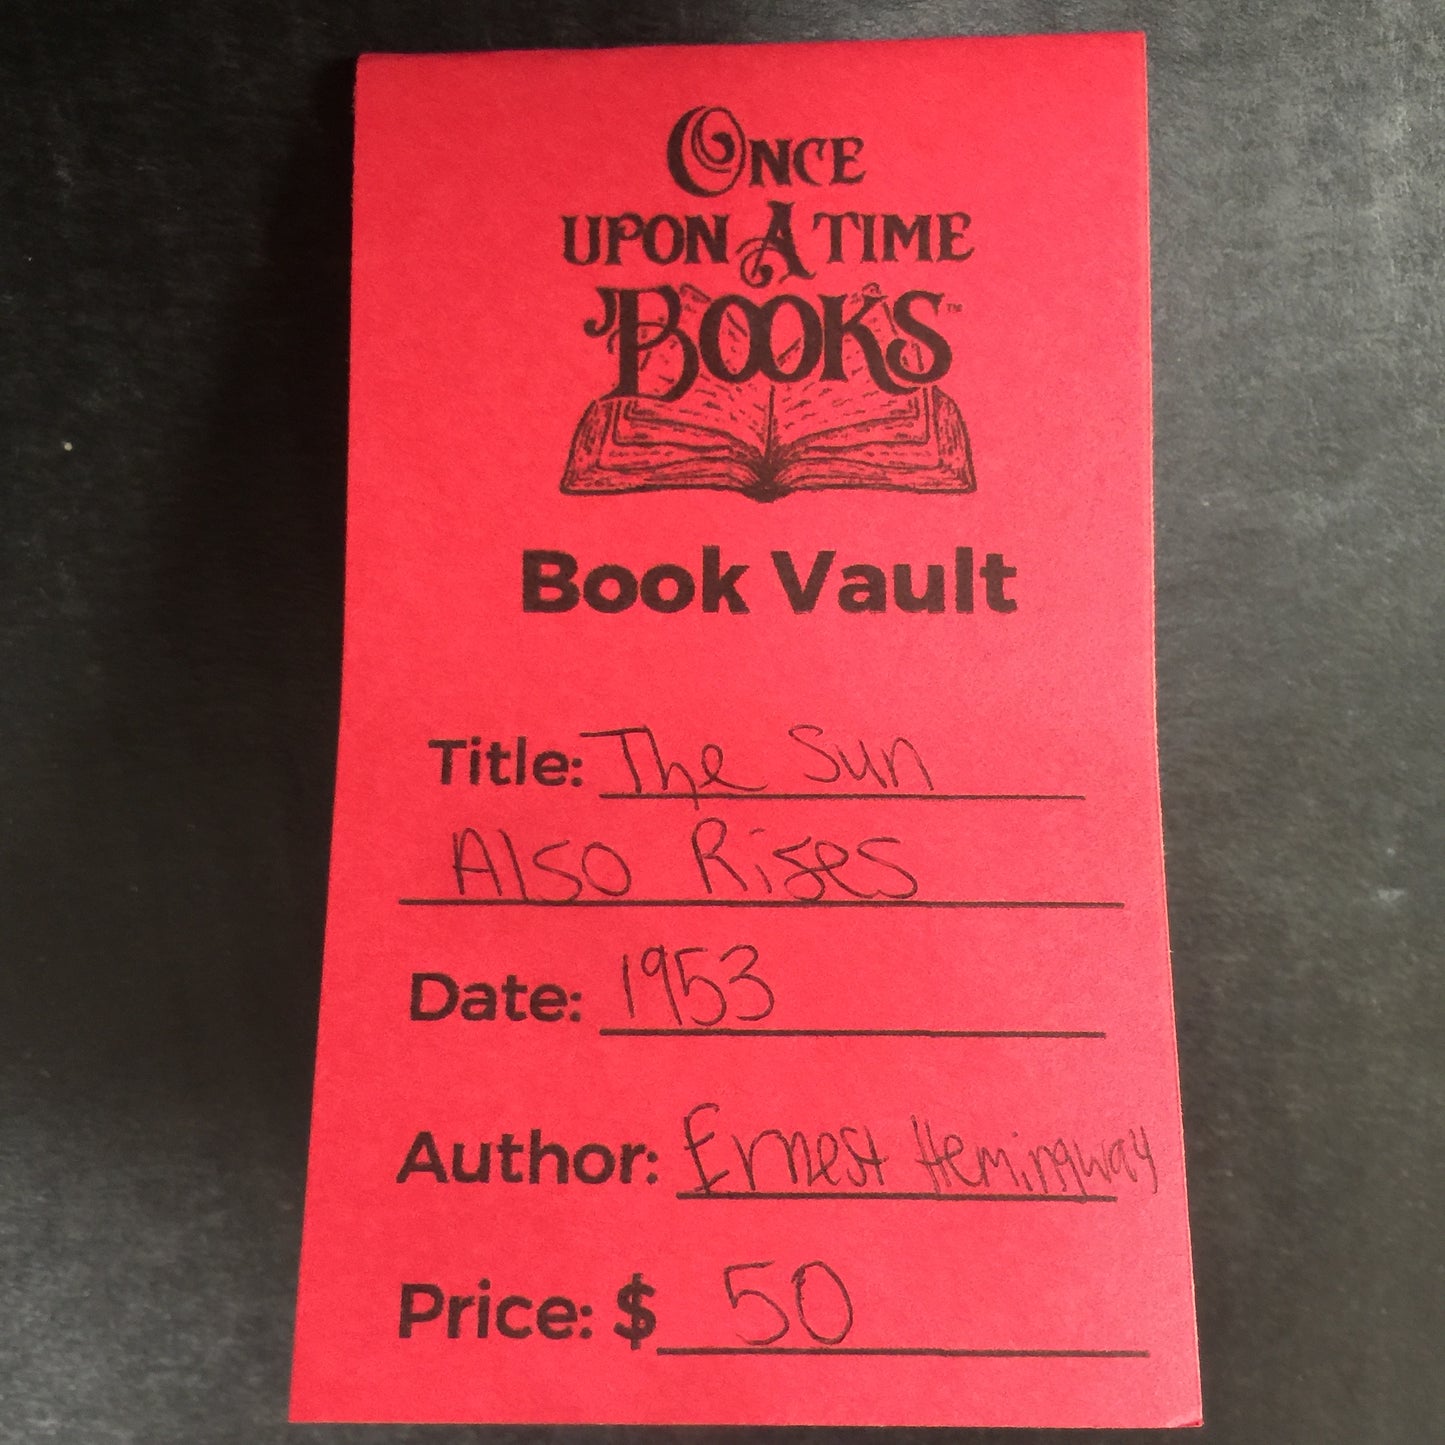 ONCE
UPON A TIME
BOOKS™
Book Vault
Title: The Sun
Also Rises
Date: 1953
Author: Ernest Hemingway
Price: $ 50